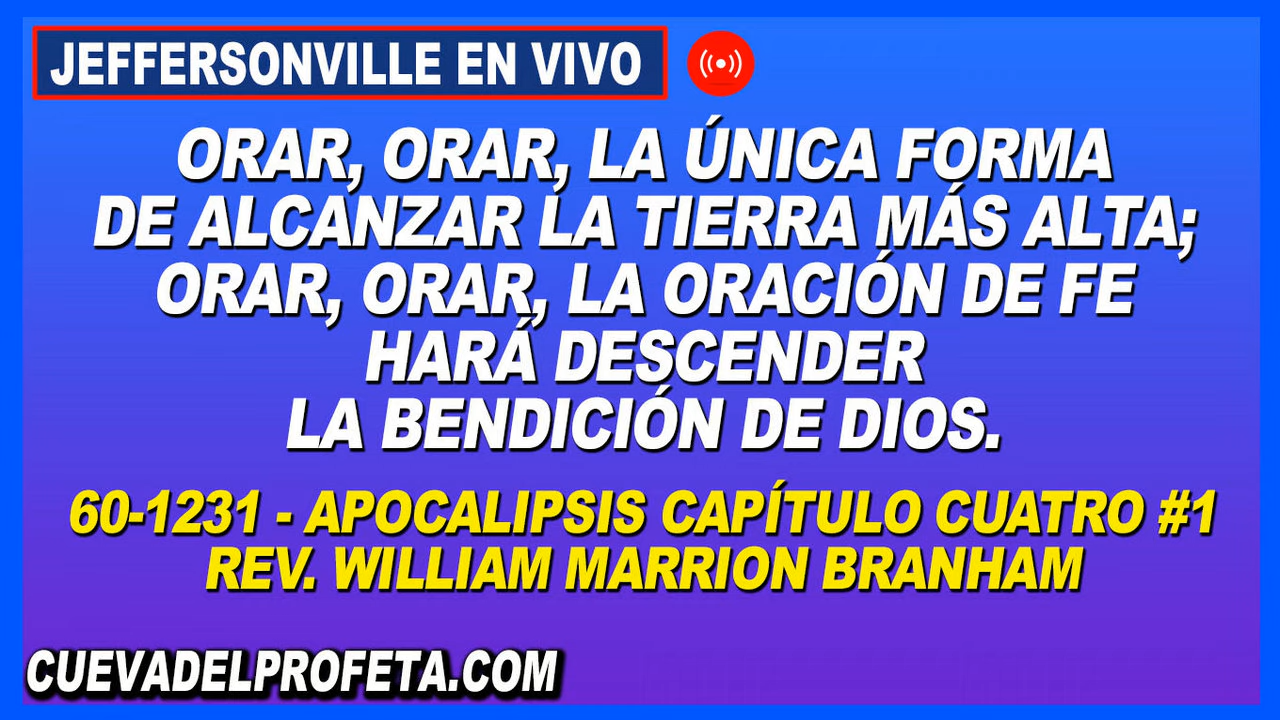 JEFFERSONVILLE EN VIVO
ORAR, ORAR, LA ÚNICA FORMA
DE ALCANZAR LA TIERRA MÁS ALTA;
ORAR, ORAR, LA ORACIÓN DE FE
HARÁ DESCENDER
LA BENDICIÓN DE DIOS.
60-1231 - APOCALIPSIS CAPÍTULO CUATRO #1
REV. WILLIAM MARRION BRANHAM
CUEVADELPROFETA.COM